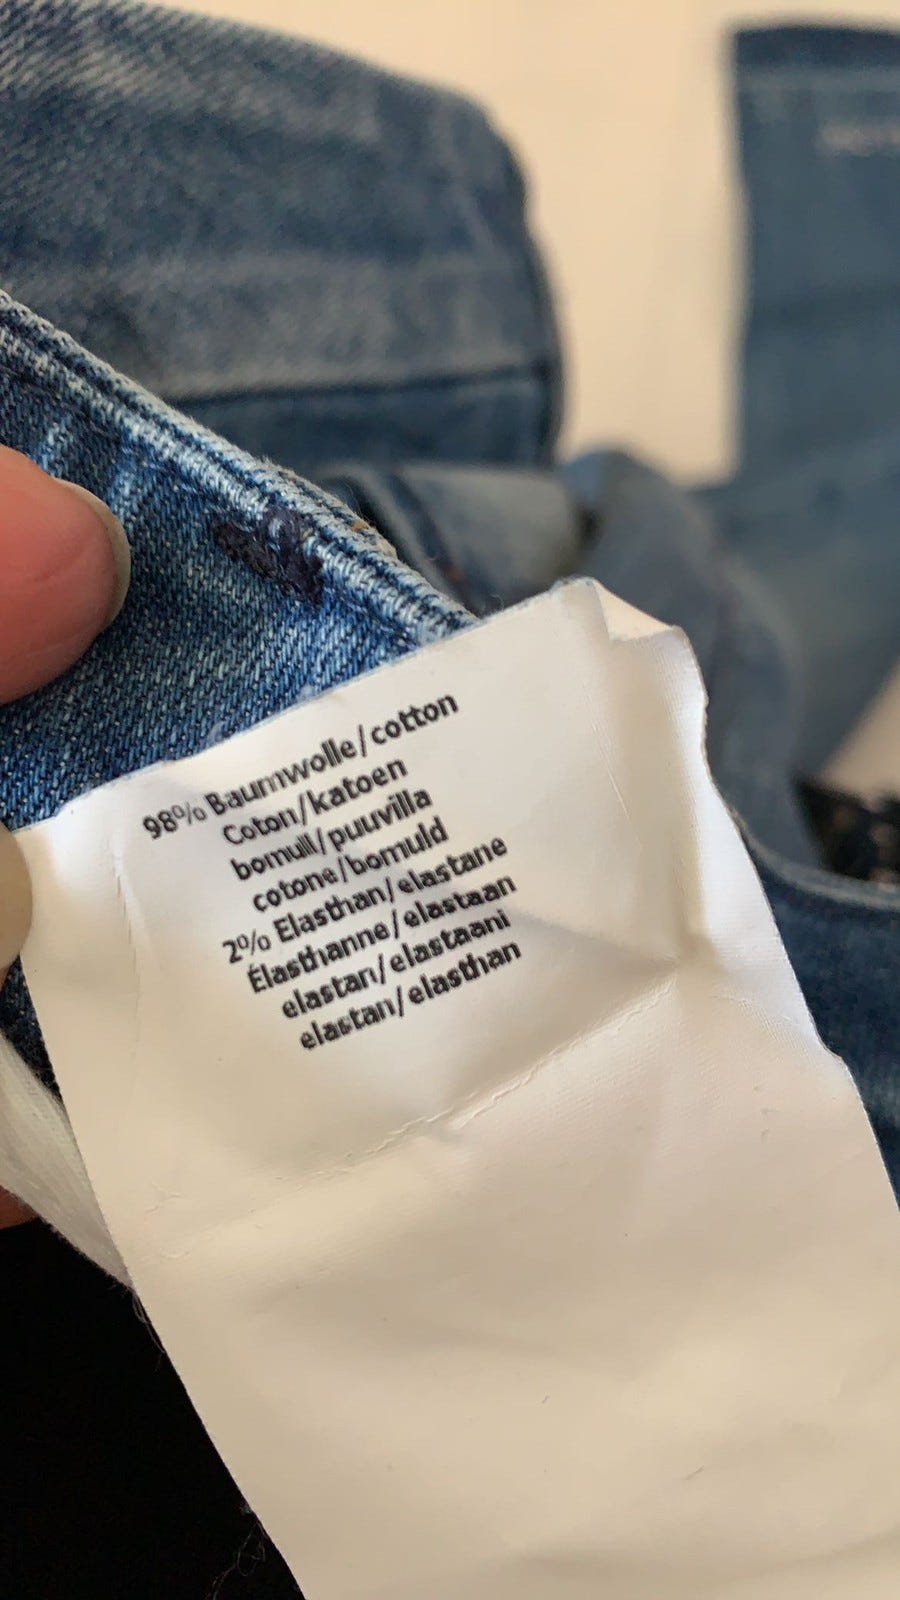 98% Baumwolle/cotton
Coton/katoen
bomull/puuvilla
cotone/bomuld
2% Elasthan/elastane
Élasthanne/elastaan
elastan/elastaani
elastan/elasthan